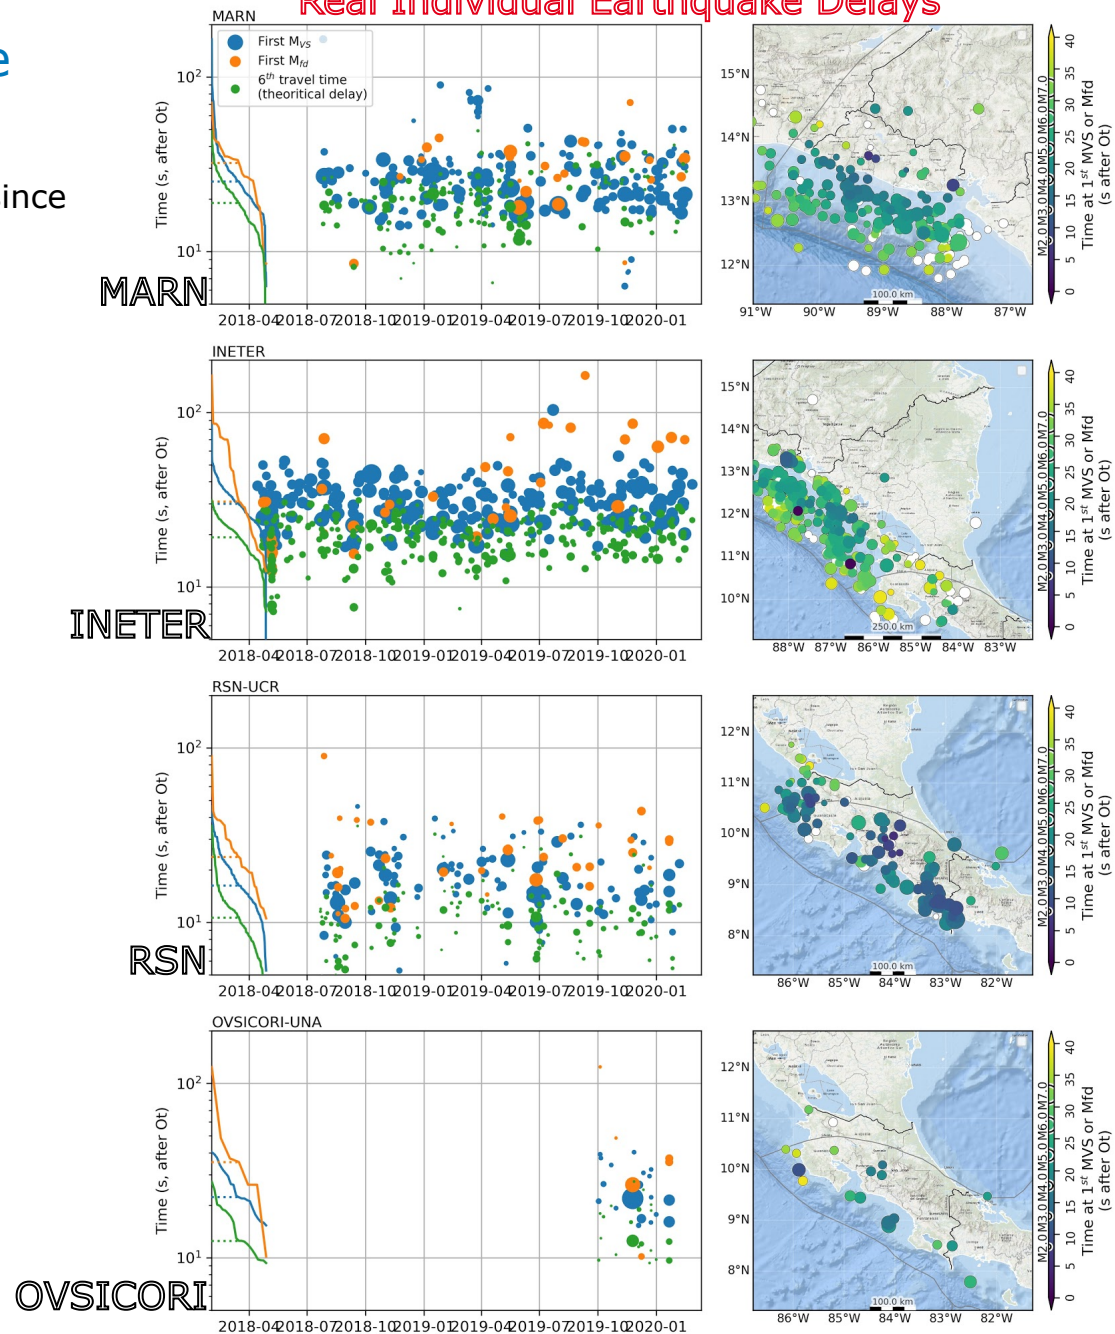 Real Individual Earthquake Delays
e
since
MARN
First M_VS
First M_fd
6th travel time
(theoritical delay)
Time (s, after Ot)
10²
10¹
2018-04 2018-07 2018-10 2019-01 2019-04 2019-07 2019-10 2020-01
MARN
15°N
14°N
13°N
12°N
91°W 90°W 89°W 88°W 87°W
100.0 km
M2.0 M3.0 M4.0 M5.0 M6.0 M7.0
0 5 10 15 20 25 30 35 40
Time at 1st MVS or Mfd
(s after Ot)
INETER
Time (s, after Ot)
10²
10¹
2018-04 2018-07 2018-10 2019-01 2019-04 2019-07 2019-10 2020-01
INETER
15°N
14°N
13°N
12°N
11°N
10°N
88°W 87°W 86°W 85°W 84°W 83°W
250.0 km
M2.0 M3.0 M4.0 M5.0 M6.0 M7.0
0 5 10 15 20 25 30 35 40
Time at 1st MVS or Mfd
(s after Ot)
RSN-UCR
Time (s, after Ot)
10²
10¹
2018-04 2018-07 2018-10 2019-01 2019-04 2019-07 2019-10 2020-01
RSN
12°N
11°N
10°N
9°N
8°N
86°W 85°W 84°W 83°W 82°W
100.0 km
M2.0 M3.0 M4.0 M5.0 M6.0 M7.0
0 5 10 15 20 25 30 35 40
Time at 1st MVS or Mfd
(s after Ot)
OVSICORI-UNA
Time (s, after Ot)
10²
10¹
2018-04 2018-07 2018-10 2019-01 2019-04 2019-07 2019-10 2020-01
OVSICORI
12°N
11°N
10°N
9°N
8°N
86°W 85°W 84°W 83°W 82°W
100.0 km
M2.0 M3.0 M4.0 M5.0 M6.0 M7.0
0 5 10 15 20 25 30 35 40
Time at 1st MVS or Mfd
(s after Ot)